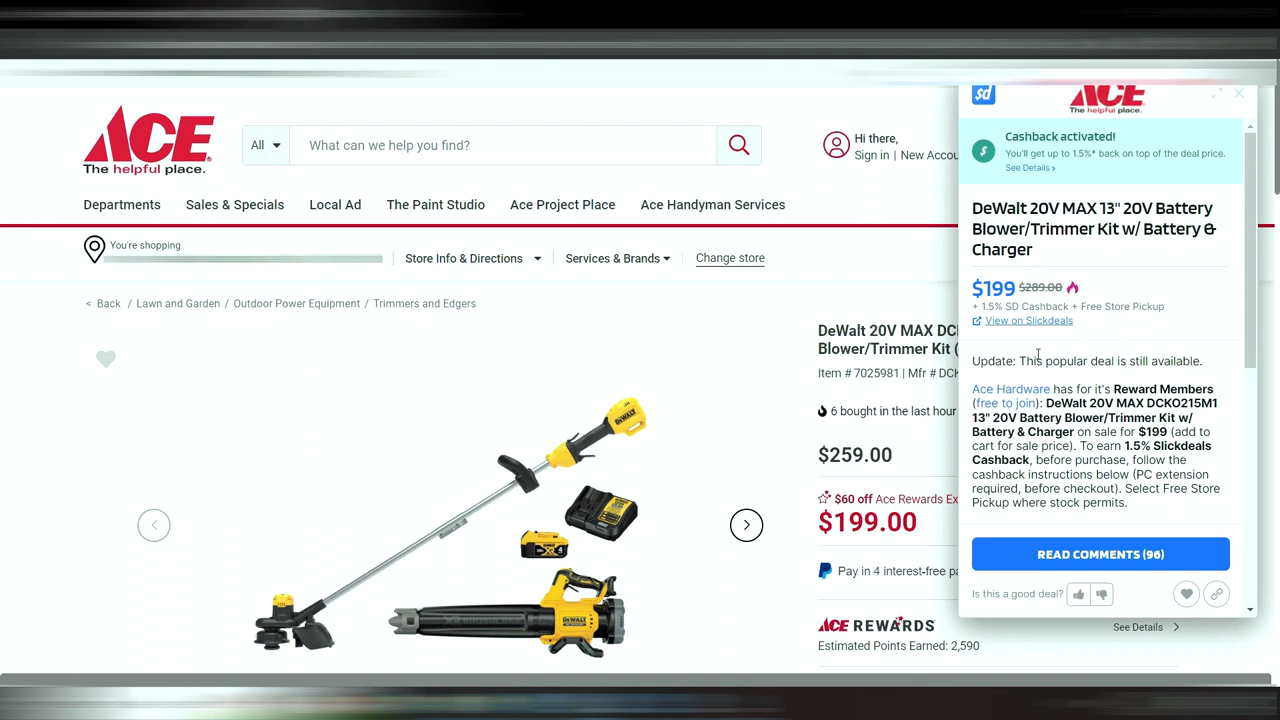 ACE
The helpful place.
All
What can we help you find?
Hi there,
Sign in | New Accou
Departments
Sales & Specials
Local Ad
The Paint Studio
Ace Project Place
Ace Handyman Services
You're shopping
Store Info & Directions
Services & Brands
Change store
< Back / Lawn and Garden / Outdoor Power Equipment / Trimmers and Edgers
DeWalt 20V MAX DC
Blower/Trimmer Kit (
Item # 7025981 | Mfr # DCK
6 bought in the last hour
$259.00
$60 off Ace Rewards Ex
$199.00
Pay in 4 interest-free pa
ACE REWARDS
See Details
Estimated Points Earned: 2,590
DEWALT
sd
ACE
The helpful place.
Cashback activated!
You'll get up to 1.5%* back on top of the deal price.
See Details ›
DeWalt 20V MAX 13" 20V Battery
Blower/Trimmer Kit w/ Battery &
Charger
$199 $289.00
+ 1.5% SD Cashback + Free Store Pickup
View on Slickdeals
Update: This popular deal is still available.
Ace Hardware has for it's Reward Members
(free to join): DeWalt 20V MAX DCKO215M1
13" 20V Battery Blower/Trimmer Kit w/
Battery & Charger on sale for $199 (add to
cart for sale price). To earn 1.5% Slickdeals
Cashback, before purchase, follow the
cashback instructions below (PC extension
required, before checkout). Select Free Store
Pickup where stock permits.
READ COMMENTS (96)
Is this a good deal?